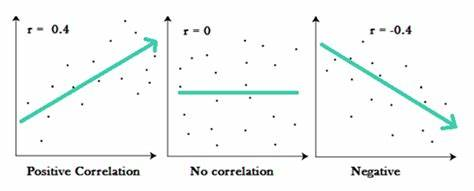 r = 0.4
r = 0
r = -0.4
Positive Correlation
No correlation
Negative